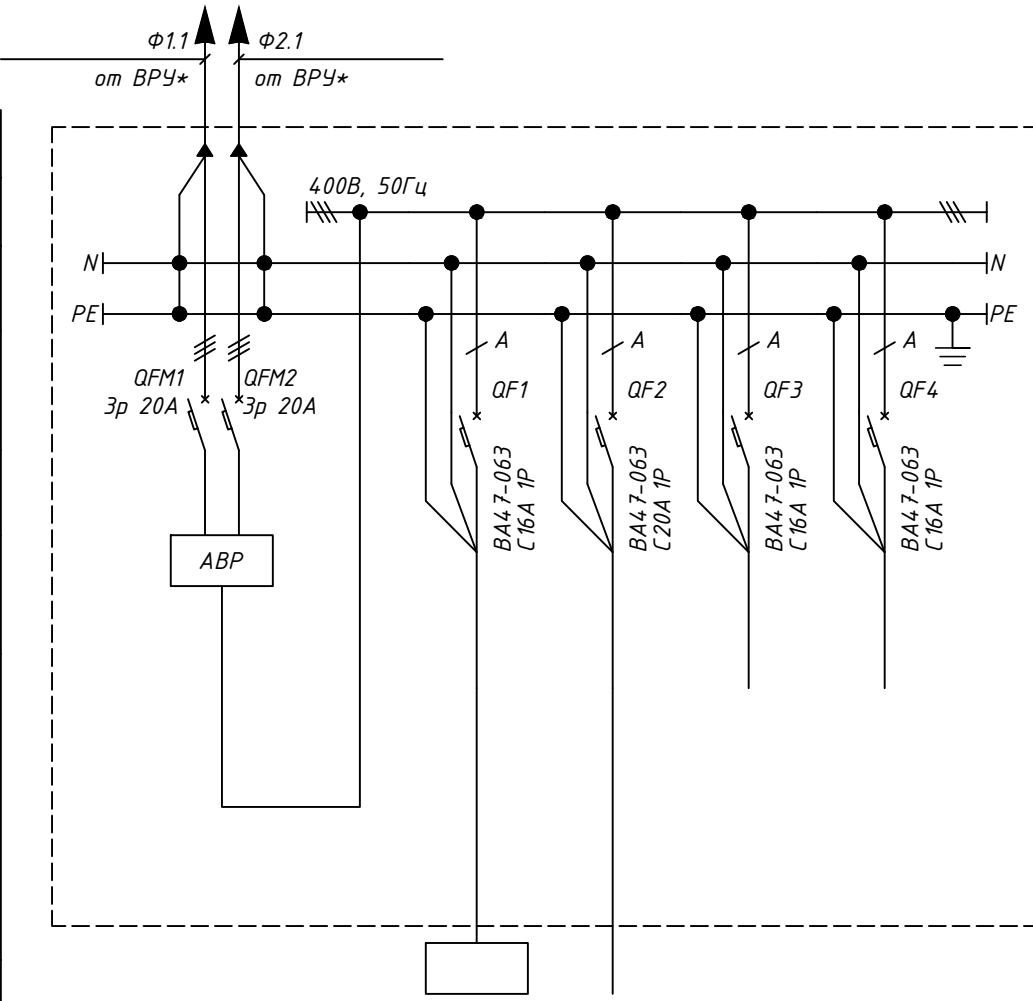 Ф1.1
Ф2.1
от ВРУ*
от ВРУ*
400В, 50Гц
N
N
PE
PE
A
A
A
A
QFM1
3р 20А
QFM2
3р 20А
QF1
QF2
QF3
QF4
ВА47-063
С16А 1Р
ВА47-063
С20А 1Р
ВА47-063
С16А 1Р
ВА47-063
С16А 1Р
АВР